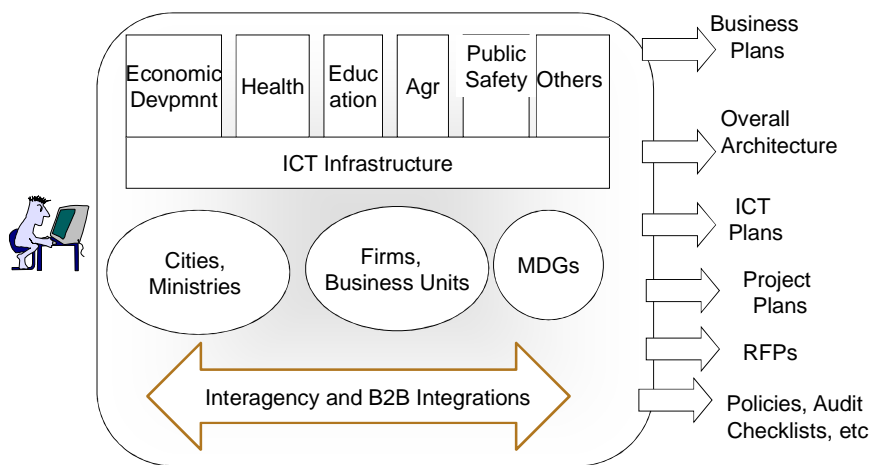 Economic
Devpmnt
Health
Educ
ation
Agr
Public
Safety
Others
ICT Infrastructure
Cities,
Ministries
Firms,
Business Units
MDGs
Interagency and B2B Integrations
Business
Plans
Overall
Architecture
ICT
Plans
Project
Plans
RFPs
Policies, Audit
Checklists, etc